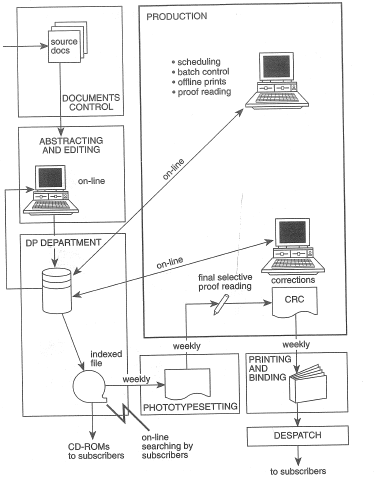 PRODUCTION
source
docs
• scheduling
• batch control
• offline prints
• proof reading
DOCUMENTS
CONTROL
ABSTRACTING
AND EDITING
on-line
on-line
DP DEPARTMENT
on-line
corrections
final selective
proof reading
CRC
weekly
weekly
indexed
file
weekly
PRINTING
AND
BINDING
PHOTOTYPESETTING
DESPATCH
CD-ROMs
to subscribers
on-line
searching by
subscribers
to subscribers